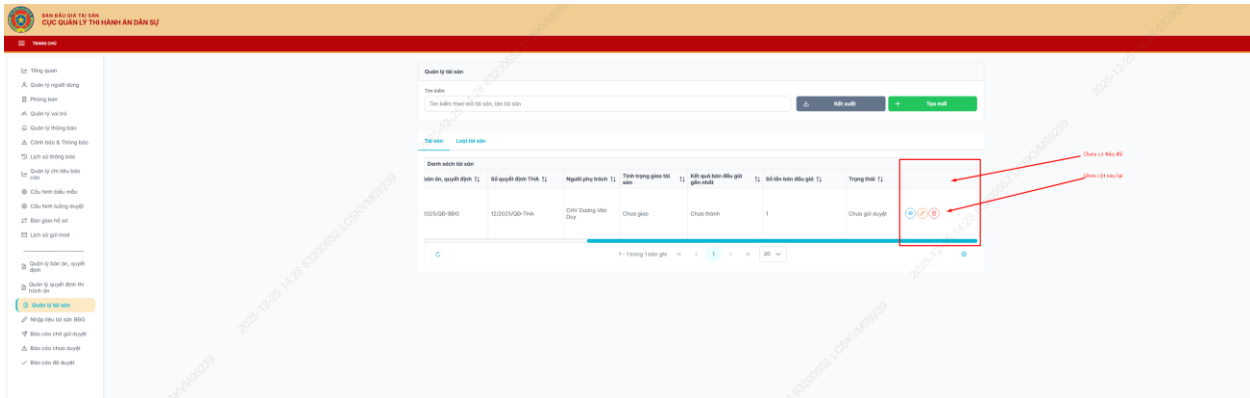 BÁN ĐẤU GIÁ TÀI SẢN
CỤC QUẢN LÝ THI HÀNH ÁN DÂN SỰ
TRANG CHỦ
Tổng quan
Quản lý người dùng
Phòng ban
Quản lý vai trò
Quản lý thông báo
Cảnh báo & Thông báo
Lịch sử thông báo
Quản lý chỉ tiêu báo
cáo
Cấu hình biểu mẫu
Cấu hình luồng duyệt
Bàn giao hồ sơ
Lịch sử gửi mail
Quản lý bản án, quyết
định
Quản lý quyết định thi
hành án
Quản lý tài sản
Nhập liệu tài sản BĐG
Báo cáo chờ gửi duyệt
Báo cáo chưa duyệt
Báo cáo đã duyệt
Quản lý tài sản
Tìm kiếm
Tìm kiếm theo mã tài sản, tên tài sản
Kết xuất
Tạo mới
Tài sản
Loại tài sản
Danh sách tài sản
bản án, quyết định
Số quyết định THA
Người phụ trách
Tình trạng giao tài
sản
Kết quả bán đấu giá
gần nhất
Số lần bán đấu giá
Trạng thái
2025/QĐ-BĐG
12/2025/QĐ-THA
CHV Dương Văn
Duy
Chưa giao
Chưa thành
1
Chưa gửi duyệt
1 - 1 trong 1 bản ghi
1
20
Chưa có tiêu đề
Ghim cột này lại